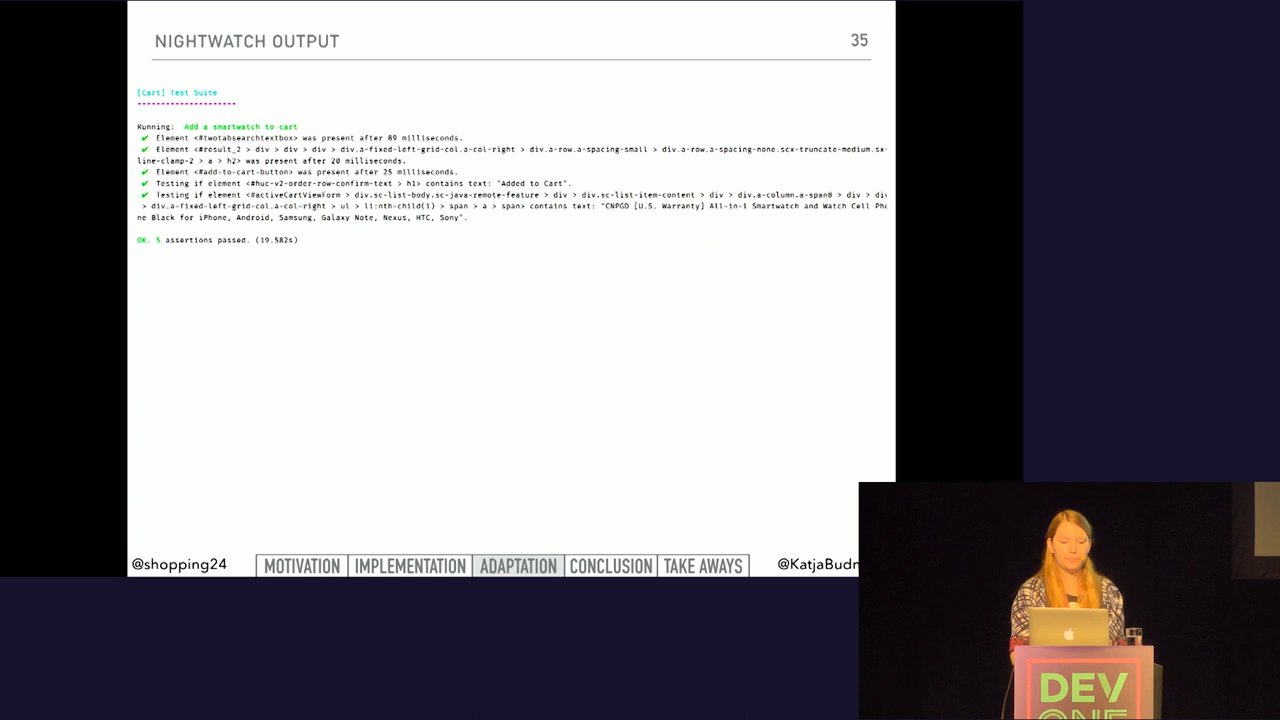 NIGHTWATCH OUTPUT
35
[Cart] Test Suite
---------------------
Running: Add a smartwatch to cart
✔ Element <#twotabsearchtextbox> was present after 89 milliseconds.
✔ Element <#result_2 > div > div > div > div.a-fixed-left-grid-col.a-col-right > div.a-row.a-spacing-small > div.a-row.a-spacing-none.scx-truncate-medium.sx-
line-clamp-2 > a > h2> was present after 20 milliseconds.
✔ Element <#add-to-cart-button> was present after 25 milliseconds.
✔ Testing if element <#huc-v2-order-row-confirm-text > h1> contains text: "Added to Cart".
✔ Testing if element <#activeCartViewForm > div.sc-list-body.sc-java-remote-feature > div > div.sc-list-item-content > div > div.a-column.a-span8 > div > div
> div.a-fixed-left-grid-col.a-col-right > ul > li:nth-child(1) > span > a > span> contains text: "CNPGD [U.S. Warranty] All-in-1 Smartwatch and Watch Cell Pho
ne Black for iPhone, Android, Samsung, Galaxy Note, Nexus, HTC, Sony".
OK. 5 assertions passed. (19.582s)
@shopping24
MOTIVATION IMPLEMENTATION ADAPTATION CONCLUSION TAKE AWAYS
@KatjaBudn
DEV
ONE